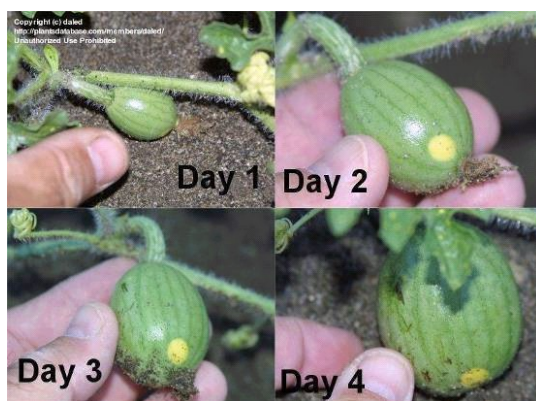 Copyright (c) daled
http://plantsdatabase.com/members/daled/
Unauthorized Use Prohibited
Day 1
Day 2
Day 3
Day 4